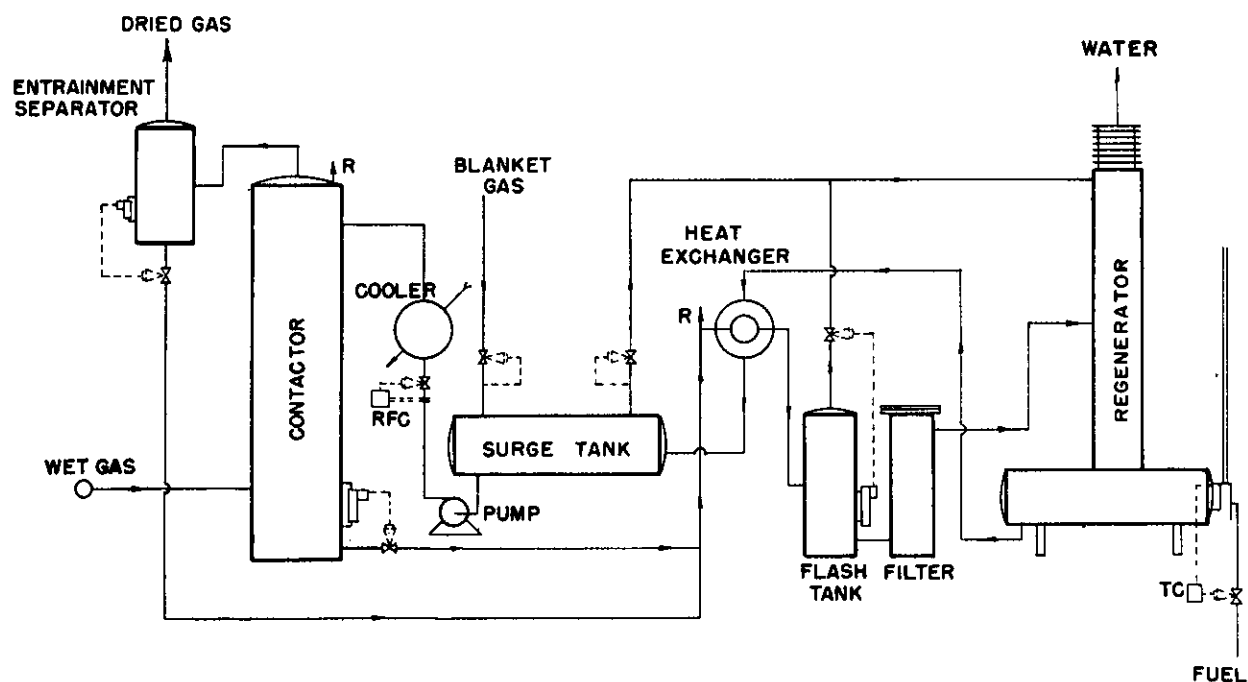 DRIED GAS
ENTRAINMENT
SEPARATOR
WATER
R
BLANKET
GAS
HEAT
EXCHANGER
COOLER
R
CONTACTOR
REGENERATOR
RFC
SURGE TANK
WET GAS
PUMP
FLASH
TANK
FILTER
TC
FUEL